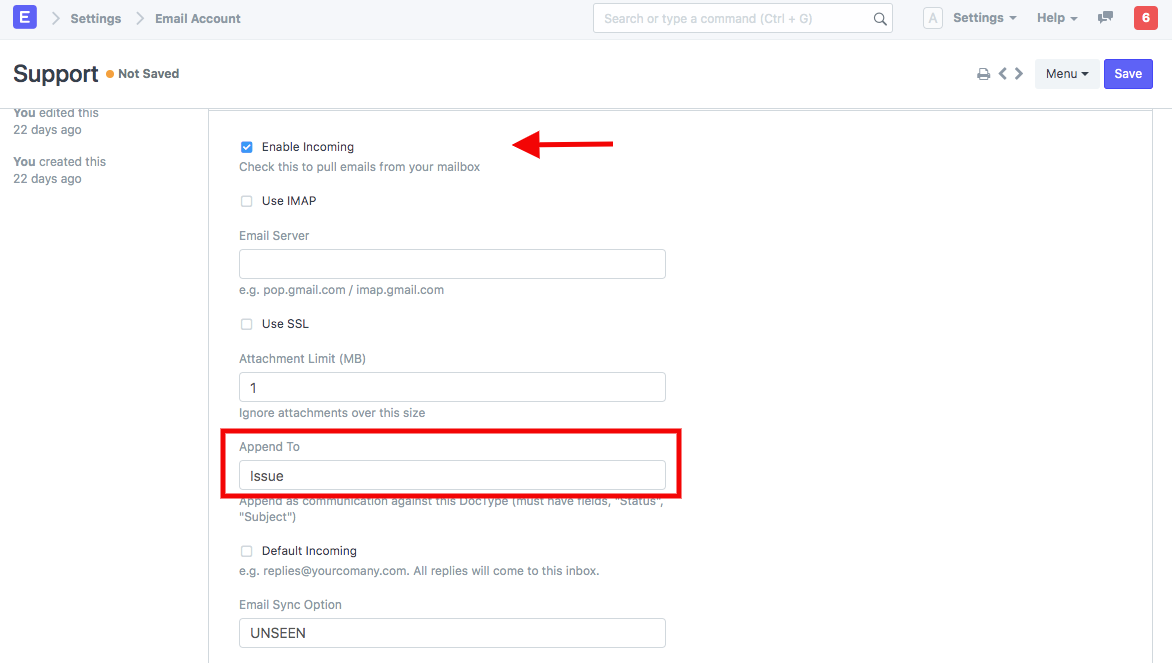 E Settings Email Account Search or type a command (Ctrl + G) A Settings Help 6
Support Not Saved Menu Save
You edited this
22 days ago
You created this
22 days ago
Enable Incoming
Check this to pull emails from your mailbox
Use IMAP
Email Server
e.g. pop.gmail.com / imap.gmail.com
Use SSL
Attachment Limit (MB)
1
Ignore attachments over this size
Append To
Issue
Append as communication against this DocType (must have fields, "Status",
"Subject")
Default Incoming
e.g. replies@yourcomany.com. All replies will come to this inbox.
Email Sync Option
UNSEEN